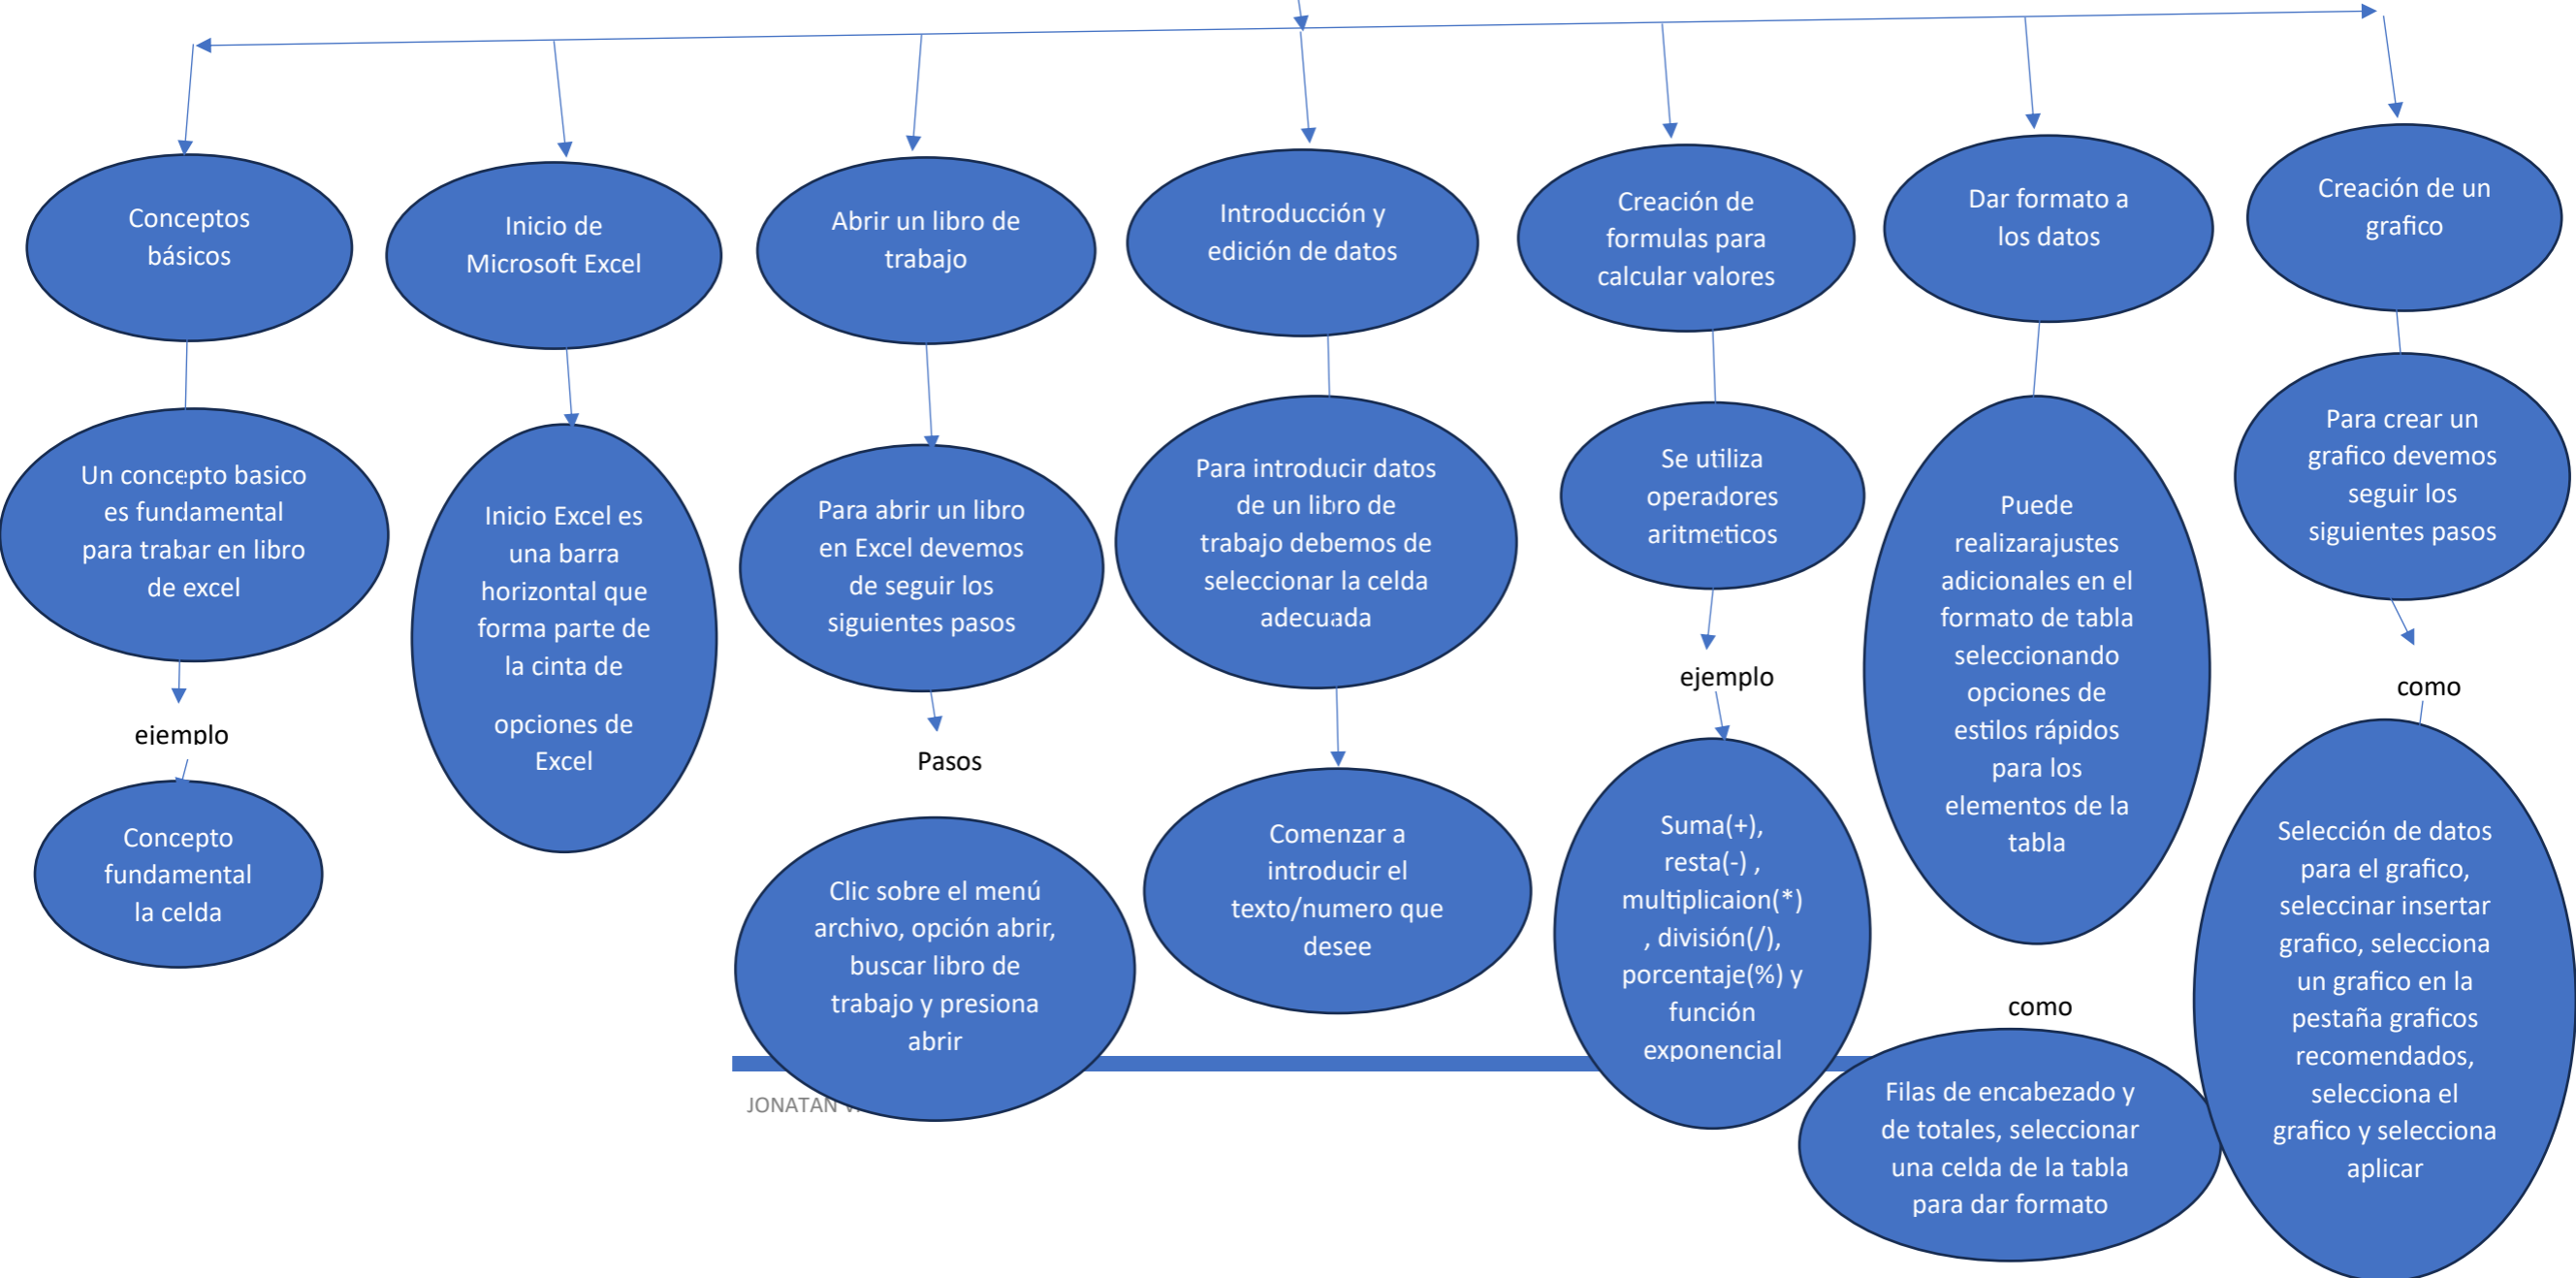 Conceptos
básicos
Inicio de
Microsoft Excel
Abrir un libro de
trabajo
Introducción y
edición de datos
Creación de
formulas para
calcular valores
Dar formato a
los datos
Creación de un
grafico
Un concepto basico
es fundamental
para trabar en libro
de excel
Inicio Excel es
una barra
horizontal que
forma parte de
la cinta de
opciones de
Excel
Para abrir un libro
en Excel devemos
de seguir los
siguientes pasos
Para introducir datos
de un libro de
trabajo debemos de
seleccionar la celda
adecuada
Se utiliza
operadores
aritmeticos
Puede
realizarajustes
adicionales en el
formato de tabla
seleccionando
opciones de
estilos rápidos
para los
elementos de la
tabla
Para crear un
grafico devemos
seguir los
siguientes pasos
ejemplo
Pasos
ejemplo
como
como
Concepto
fundamental
la celda
Clic sobre el menú
archivo, opción abrir,
buscar libro de
trabajo y presiona
abrir
Comenzar a
introducir el
texto/numero que
desee
Suma(+),
resta(-) ,
multiplicaion(*)
, división(/),
porcentaje(%) y
función
exponencial
Filas de encabezado y
de totales, seleccionar
una celda de la tabla
para dar formato
Selección de datos
para el grafico,
seleccinar insertar
grafico, selecciona
un grafico en la
pestaña graficos
recomendados,
selecciona el
grafico y selecciona
aplicar
JONATAN